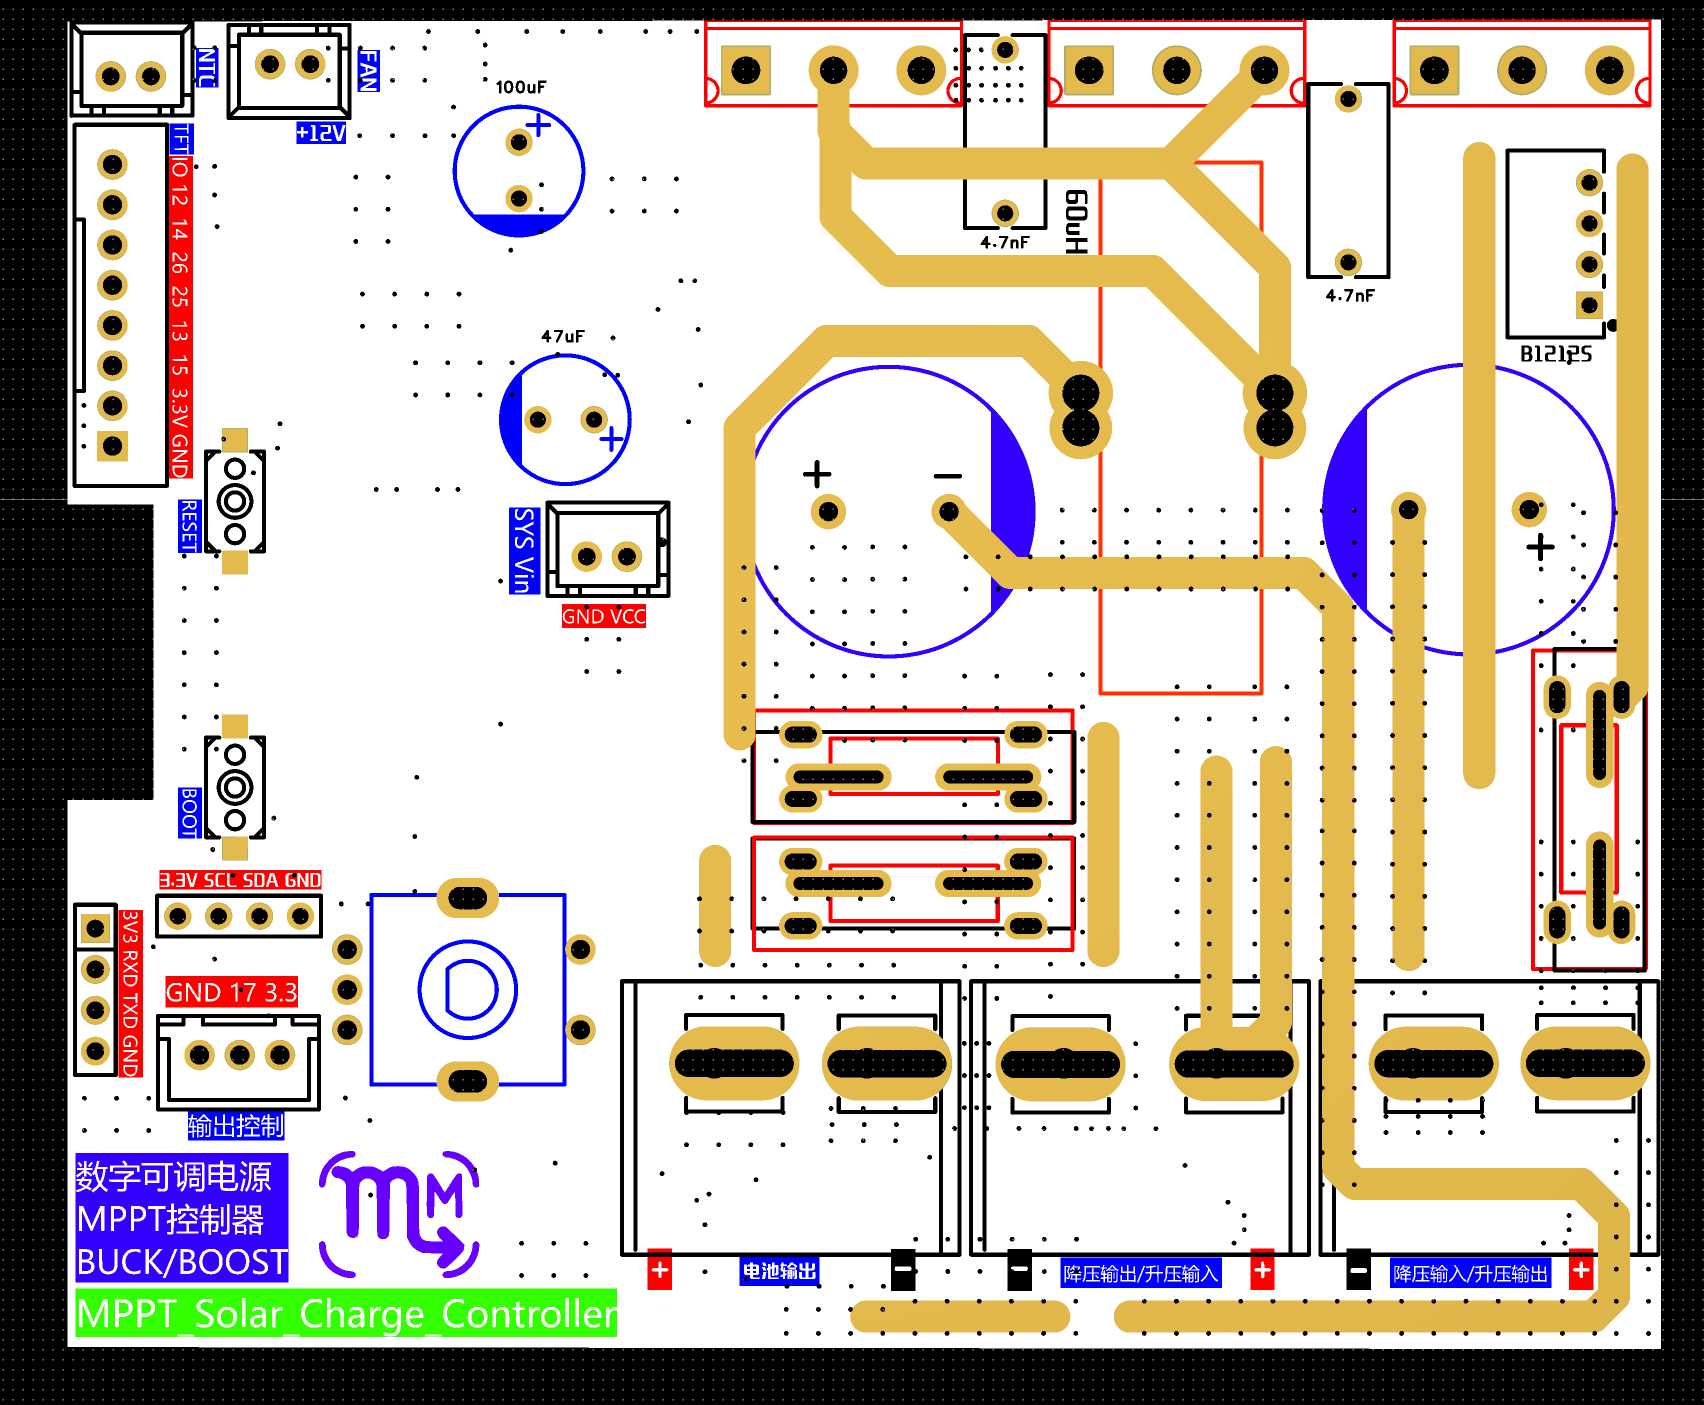 NTC
FAN
+12V
100uF
TFT
IO 12 14 26 25 13 15 3.3V GND
60uH
4.7nF
4.7nF
B1212S
47uF
+
+
RESET
SYS Vin
GND VCC
+
−
+
BOOT
3.3V SCL SDA GND
3V3 RXD TXD GND
GND 17 3.3
输出控制
数字可调电源
MPPT控制器
BUCK/BOOST
MPPT_Solar_Charge_Controller
m M
+ 电池输出 −
− 降压输出/升压输入 +
− 降压输入/升压输出 +